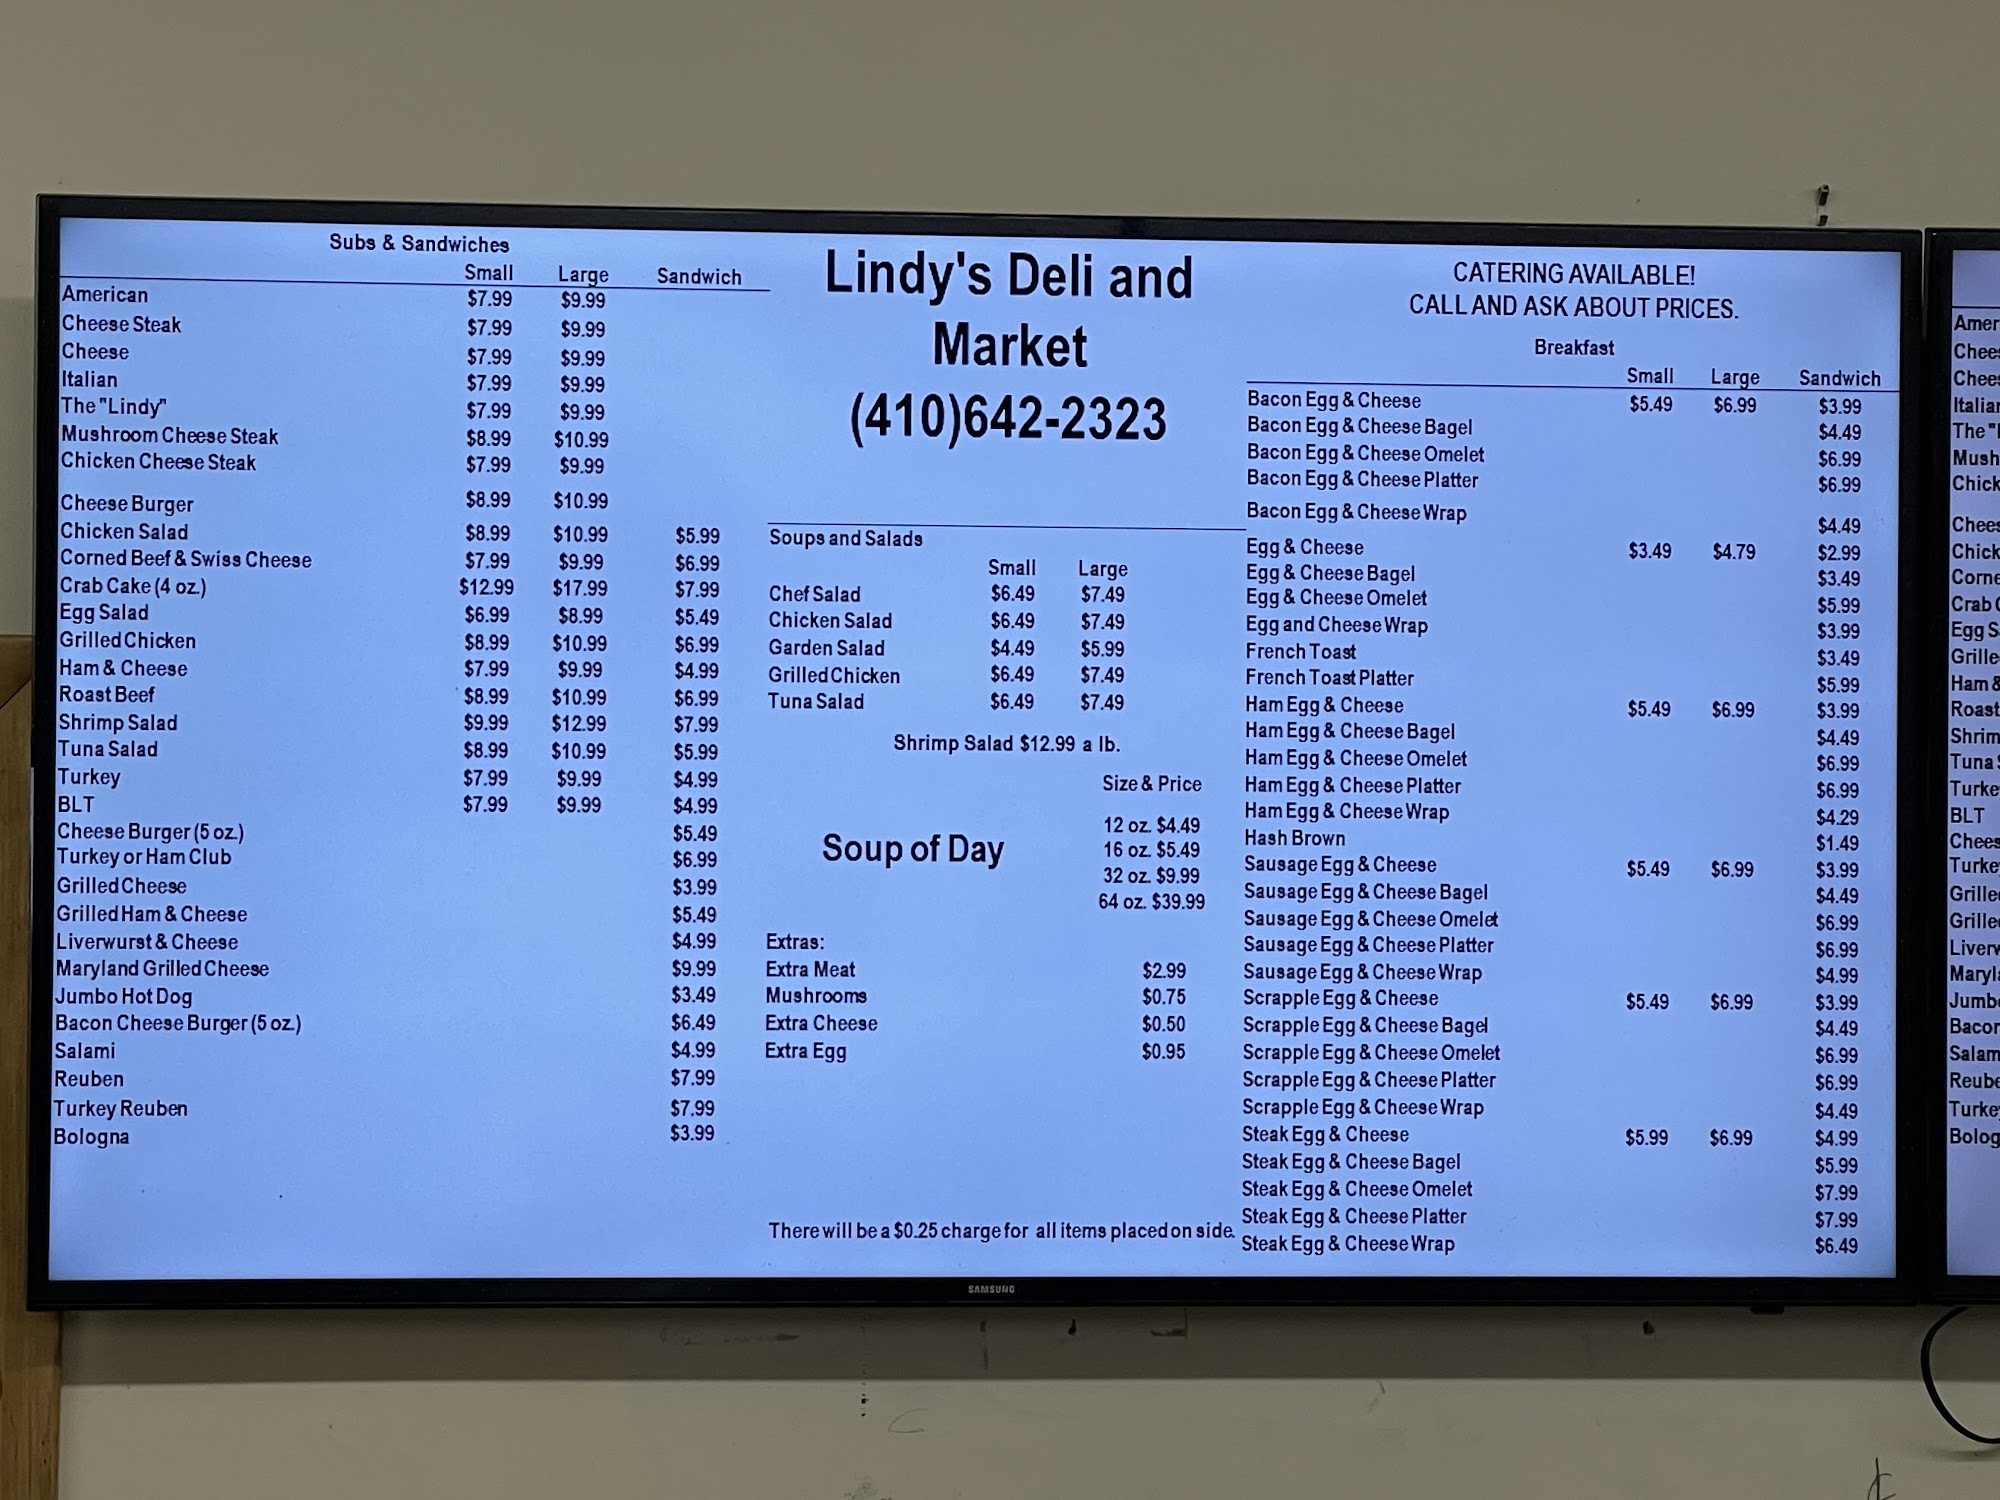 Subs & Sandwiches
Small Large Sandwich
American $7.99 $9.99
Cheese Steak $7.99 $9.99
Cheese $7.99 $9.99
Italian $7.99 $9.99
The "Lindy" $7.99 $9.99
Mushroom Cheese Steak $8.99 $10.99
Chicken Cheese Steak $7.99 $9.99
Cheese Burger $8.99 $10.99
Chicken Salad $8.99 $10.99 $5.99
Corned Beef & Swiss Cheese $7.99 $9.99 $6.99
Crab Cake (4 oz.) $12.99 $17.99 $7.99
Egg Salad $6.99 $8.99 $5.49
Grilled Chicken $8.99 $10.99 $6.99
Ham & Cheese $7.99 $9.99 $4.99
Roast Beef $8.99 $10.99 $6.99
Shrimp Salad $9.99 $12.99 $7.99
Tuna Salad $8.99 $10.99 $5.99
Turkey $7.99 $9.99 $4.99
BLT $7.99 $9.99 $4.99
Cheese Burger (5 oz.) $5.49
Turkey or Ham Club $6.99
Grilled Cheese $3.99
Grilled Ham & Cheese $5.49
Liverwurst & Cheese $4.99
Maryland Grilled Cheese $9.99
Jumbo Hot Dog $3.49
Bacon Cheese Burger (5 oz.) $6.49
Salami $4.99
Reuben $7.99
Turkey Reuben $7.99
Bologna $3.99
Lindy's Deli and
Market
(410)642-2323
Soups and Salads
Small Large
Chef Salad $6.49 $7.49
Chicken Salad $6.49 $7.49
Garden Salad $4.49 $5.99
Grilled Chicken $6.49 $7.49
Tuna Salad $6.49 $7.49
Shrimp Salad $12.99 a lb.
Size & Price
Soup of Day
12 oz. $4.49
16 oz. $5.49
32 oz. $9.99
64 oz. $39.99
Extras:
Extra Meat $2.99
Mushrooms $0.75
Extra Cheese $0.50
Extra Egg $0.95
There will be a $0.25 charge for all items placed on side.
CATERING AVAILABLE!
CALL AND ASK ABOUT PRICES.
Breakfast
Small Large Sandwich
Bacon Egg & Cheese $5.49 $6.99 $3.99
Bacon Egg & Cheese Bagel $4.49
Bacon Egg & Cheese Omelet $6.99
Bacon Egg & Cheese Platter $6.99
Bacon Egg & Cheese Wrap $4.49
Egg & Cheese $3.49 $4.79 $2.99
Egg & Cheese Bagel $3.49
Egg & Cheese Omelet $5.99
Egg and Cheese Wrap $3.99
French Toast $3.49
French Toast Platter $5.99
Ham Egg & Cheese $5.49 $6.99 $3.99
Ham Egg & Cheese Bagel $4.49
Ham Egg & Cheese Omelet $6.99
Ham Egg & Cheese Platter $6.99
Ham Egg & Cheese Wrap $4.29
Hash Brown $1.49
Sausage Egg & Cheese $5.49 $6.99 $3.99
Sausage Egg & Cheese Bagel $4.49
Sausage Egg & Cheese Omelet $6.99
Sausage Egg & Cheese Platter $6.99
Sausage Egg & Cheese Wrap $4.99
Scrapple Egg & Cheese $5.49 $6.99 $3.99
Scrapple Egg & Cheese Bagel $4.49
Scrapple Egg & Cheese Omelet $6.99
Scrapple Egg & Cheese Platter $6.99
Scrapple Egg & Cheese Wrap $4.49
Steak Egg & Cheese $5.99 $6.99 $4.99
Steak Egg & Cheese Bagel $5.99
Steak Egg & Cheese Omelet $7.99
Steak Egg & Cheese Platter $7.99
Steak Egg & Cheese Wrap $6.49
SAMSUNG
BLT